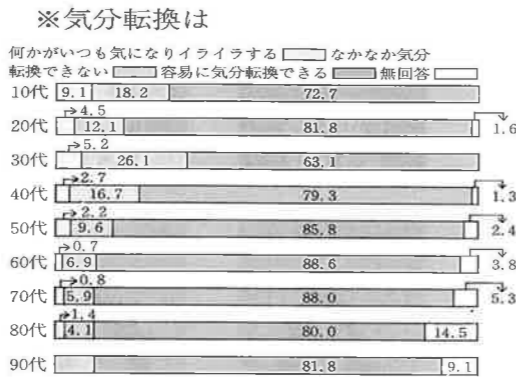 ※気分転換は
何かがいつも気になりイライラする なかなか気分
転換できない 容易に気分転換できる 無回答
10代 9.1 18.2 72.7
4.5
20代 12.1 81.8 1.6
5.2
30代 26.1 63.1
2.7
40代 16.7 79.3 1.3
2.2
50代 9.6 85.8 2.4
0.7
60代 6.9 88.6 3.8
0.8
70代 5.9 88.0 5.3
1.4
80代 4.1 80.0 14.5
90代 81.8 9.1